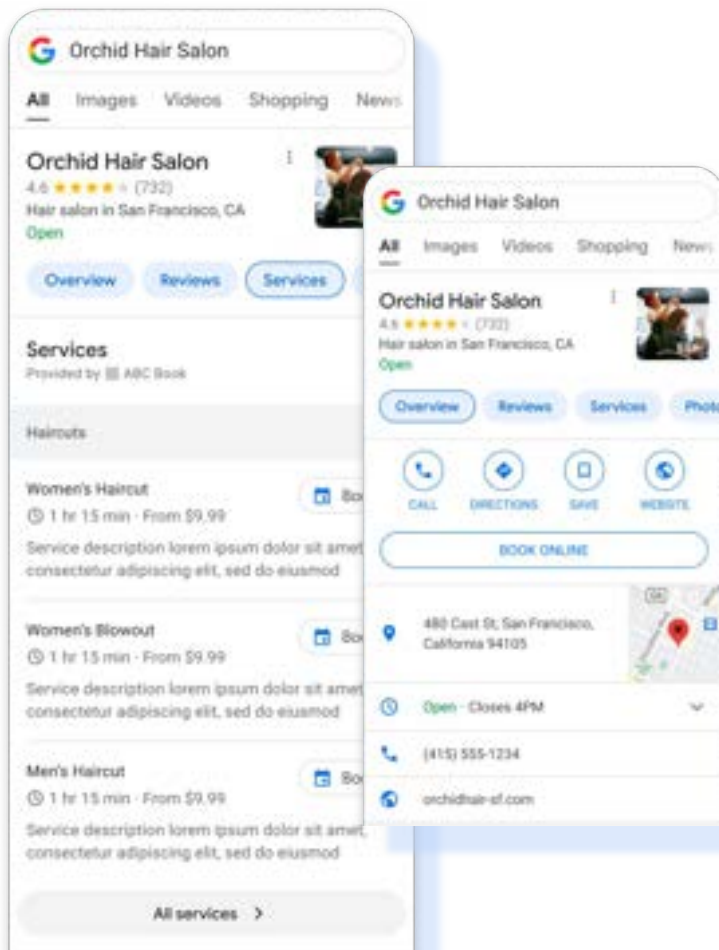 Orchid Hair Salon
All Images Videos Shopping News
Orchid Hair Salon
4.6 (732)
Hair salon in San Francisco, CA
Open
Overview Reviews Services
Services
Provided by ABC Book
Haircuts
Women's Haircut
1 hr 15 min · From $9.99
Service description lorem ipsum dolor sit amet,
consectetur adipiscing elit, sed do eiusmod
Women's Blowout
1 hr 15 min · From $9.99
Service description lorem ipsum dolor sit amet
consectetur adipiscing elit, sed do eiusmod
Men's Haircut
1 hr 15 min · From $9.99
Service description lorem ipsum dolor sit amet,
consectetur adipiscing elit, sed do eiusmod
All services
Orchid Hair Salon
All Images Videos Shopping News
Orchid Hair Salon
4.6 (732)
Hair salon in San Francisco, CA
Open
Overview Reviews Services Photo
CALL DIRECTIONS SAVE WEBSITE
BOOK ONLINE
480 Cast St, San Francisco,
California 94105
Open · Closes 4PM
(415) 555-1234
orchidhair-sf.com